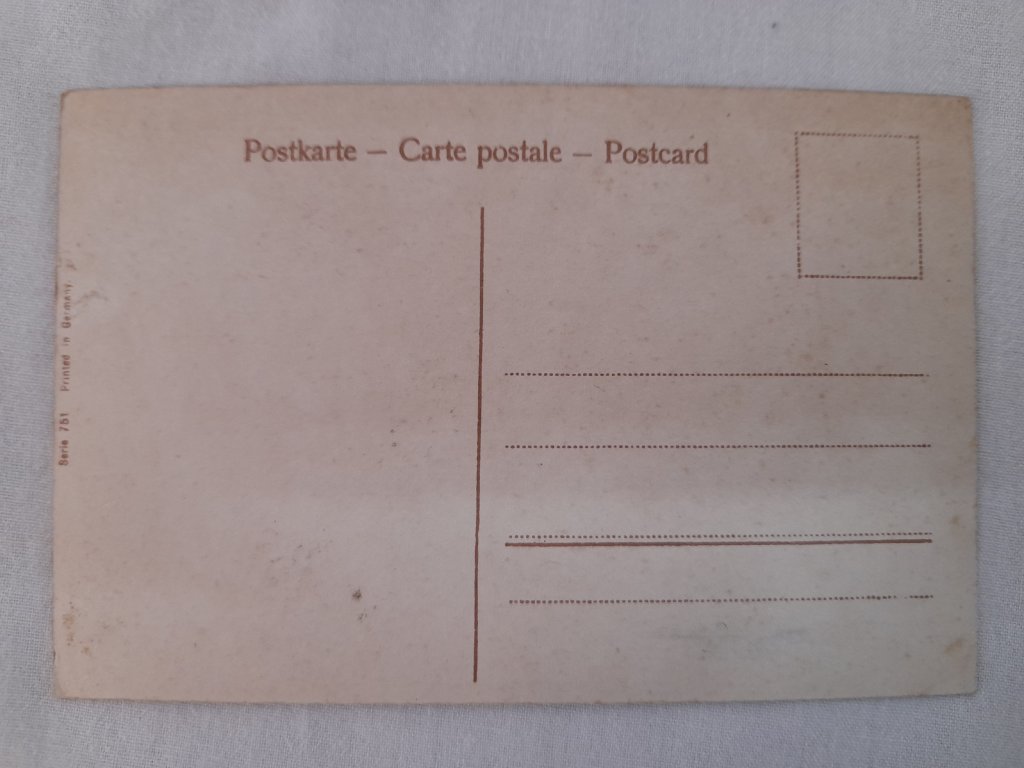 Postkarte — Carte postale — Postcard
Serie 751 Printed in Germany.